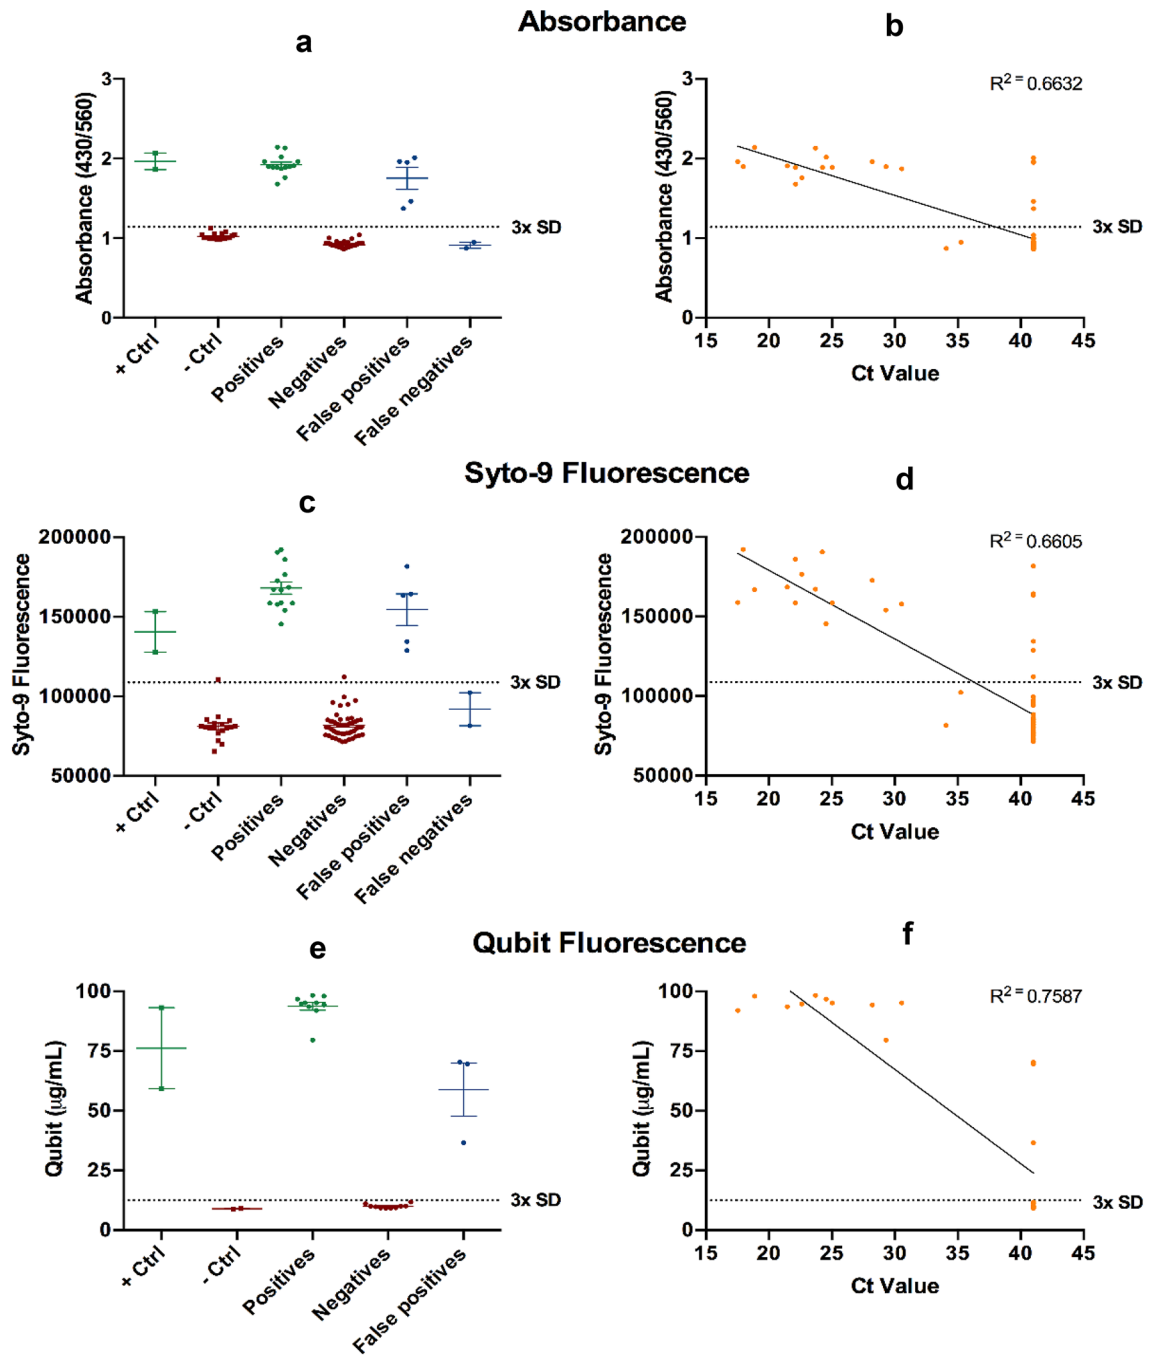 Absorbance
a
b
3
2
1
0
Absorbance (430/560)
3x SD
+ Ctrl
- Ctrl
Positives
Negatives
False positives
False negatives
R² = 0.6632
3
2
1
0
Absorbance (430/560)
3x SD
15 20 25 30 35 40 45
Ct Value
Syto-9 Fluorescence
c
d
200000
150000
100000
50000
Syto-9 Fluorescence
3x SD
+ Ctrl
- Ctrl
Positives
Negatives
False positives
False negatives
R² = 0.6605
200000
150000
100000
50000
Syto-9 Fluorescence
3x SD
15 20 25 30 35 40 45
Ct Value
Qubit Fluorescence
e
f
100
75
50
25
0
Qubit (μg/mL)
3x SD
+ Ctrl
- Ctrl
Positives
Negatives
False positives
R² = 0.7587
100
75
50
25
0
Qubit (μg/mL)
3x SD
15 20 25 30 35 40 45
Ct Value